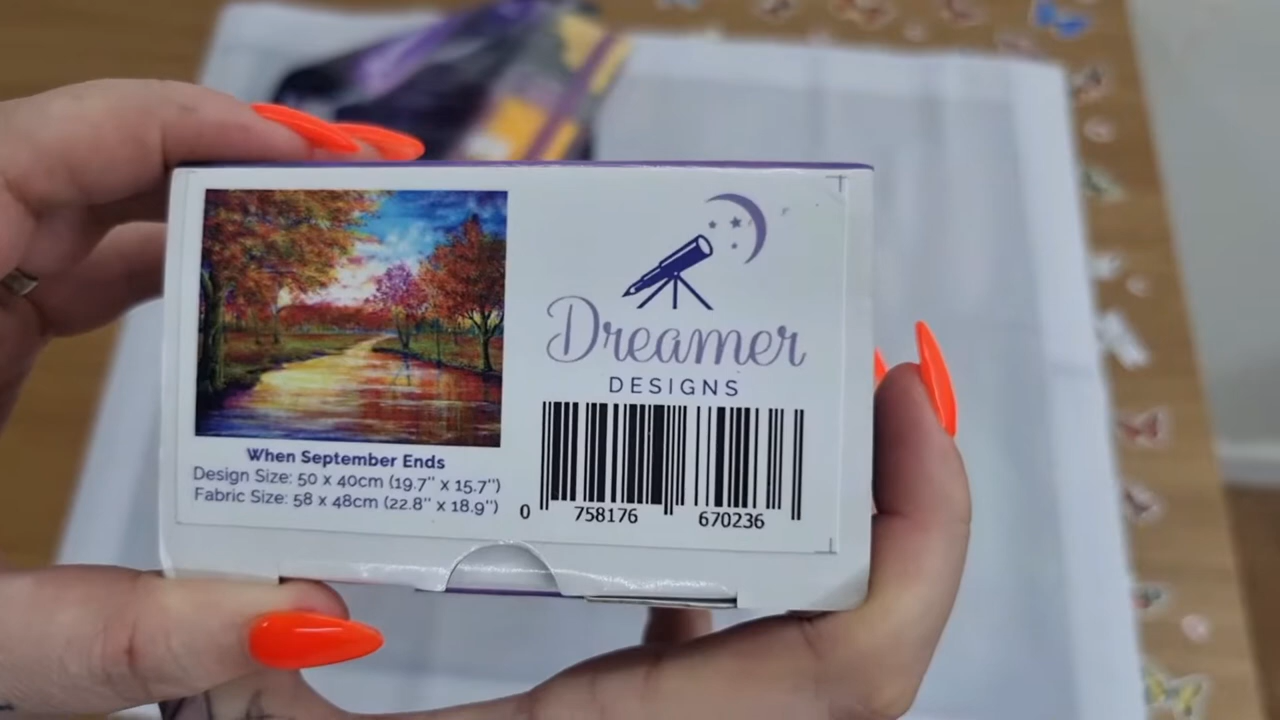 When September Ends
Design Size: 50 x 40cm (19.7" x 15.7")
Fabric Size: 58 x 48cm (22.8" x 18.9")
Dreamer
DESIGNS
0 758176 670236